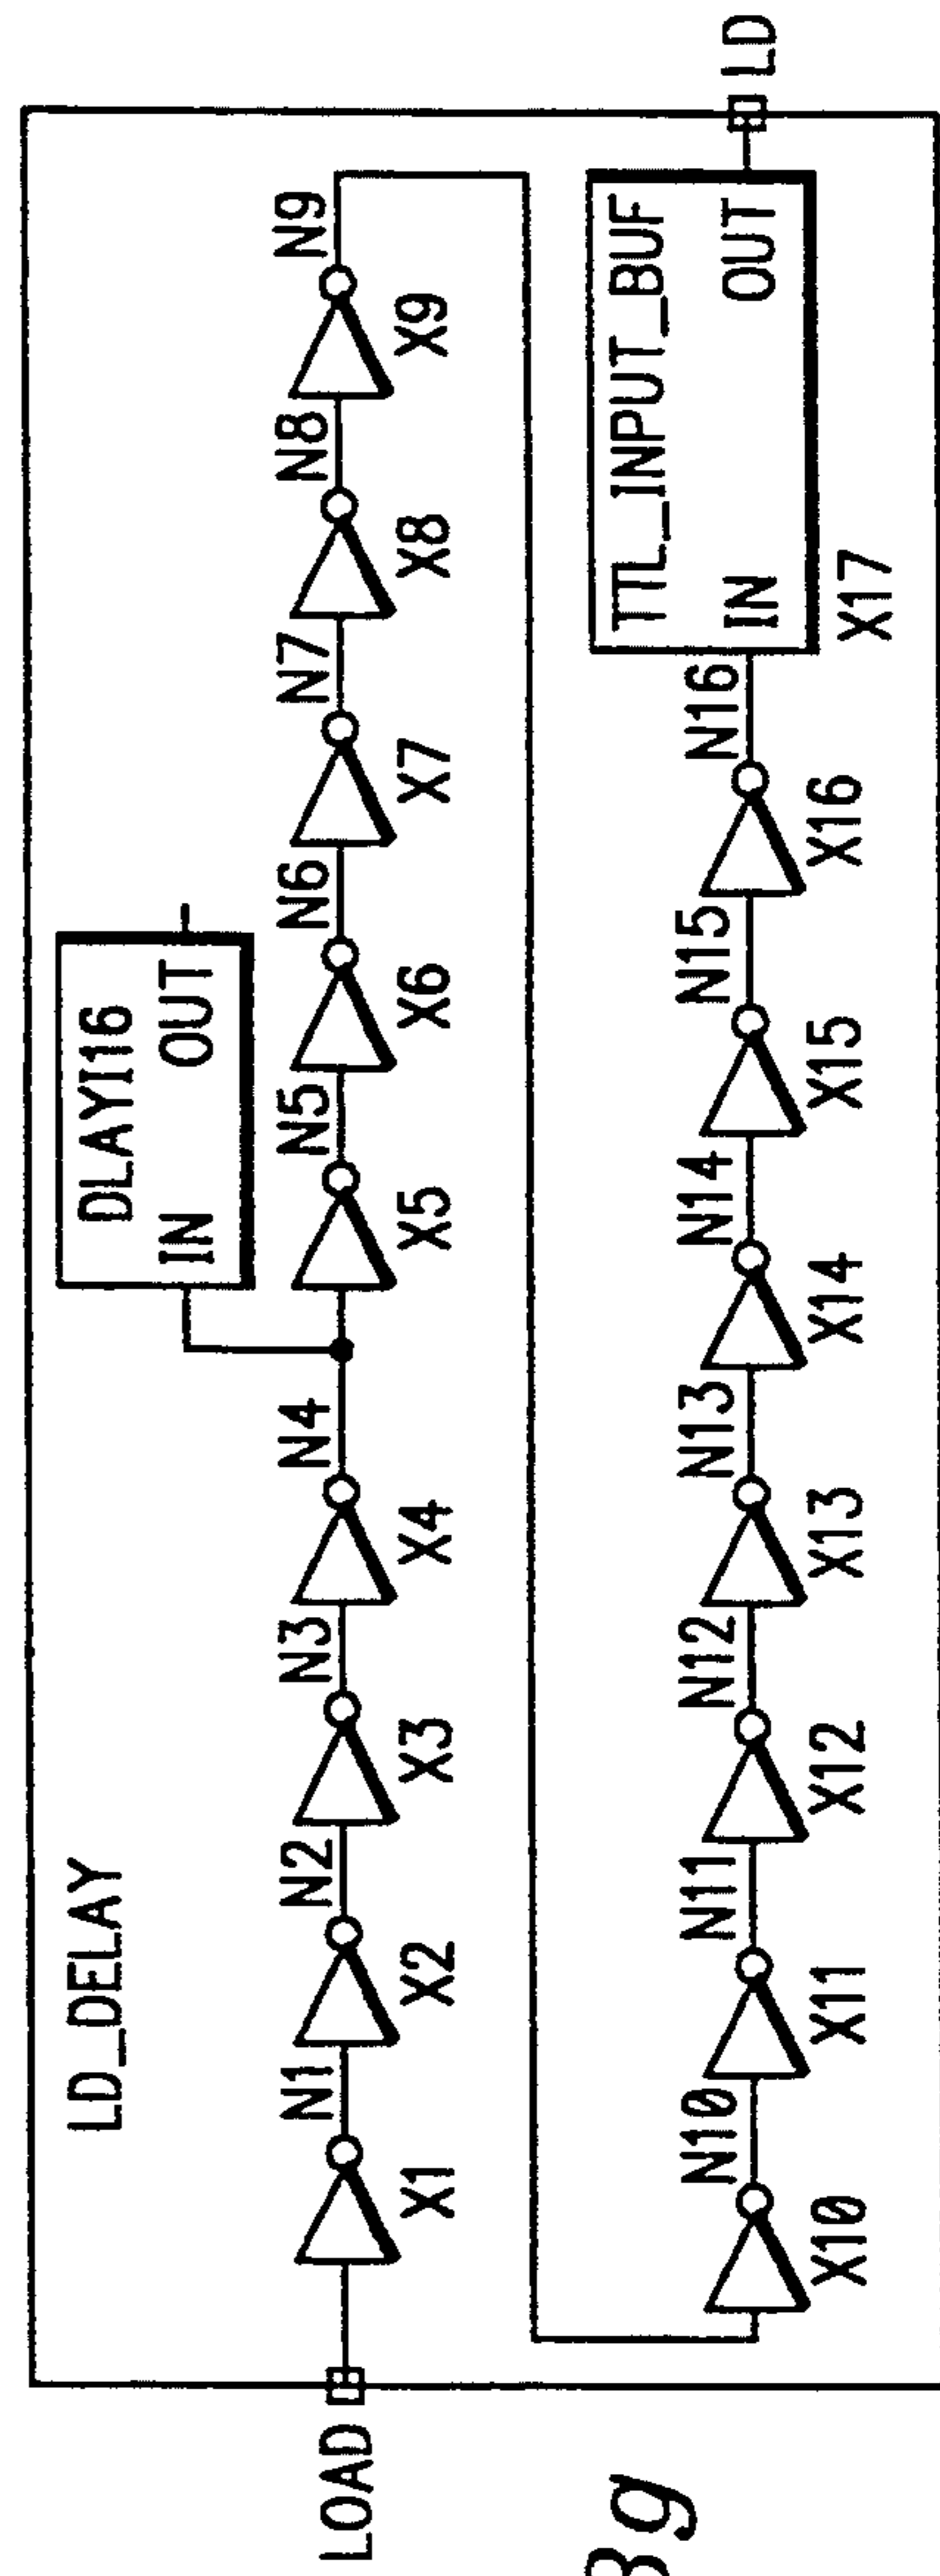 LD_DELAY
DLAYI16
IN OUT
LOAD
N1 N2 N3 N4 N5 N6 N7 N8 N9
X1 X2 X3 X4 X5 X6 X7 X8 X9
TTL_INPUT_BUF
N10 N11 N12 N13 N14 N15 N16 IN OUT LD
X10 X11 X12 X13 X14 X15 X16 X17
3g